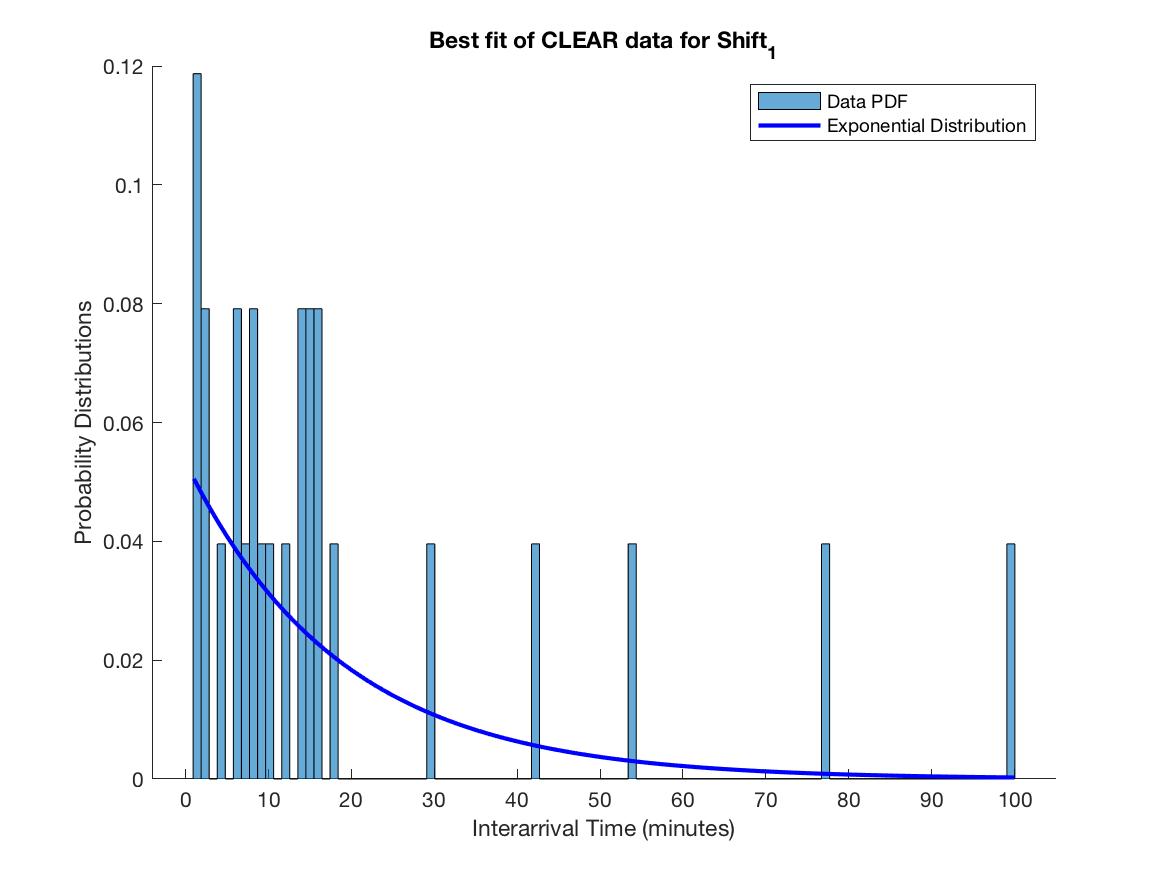 Best fit of CLEAR data for Shift1
Data PDF
Exponential Distribution
Probability Distributions
0.12
0.1
0.08
0.06
0.04
0.02
0
0 10 20 30 40 50 60 70 80 90 100
Interarrival Time (minutes)